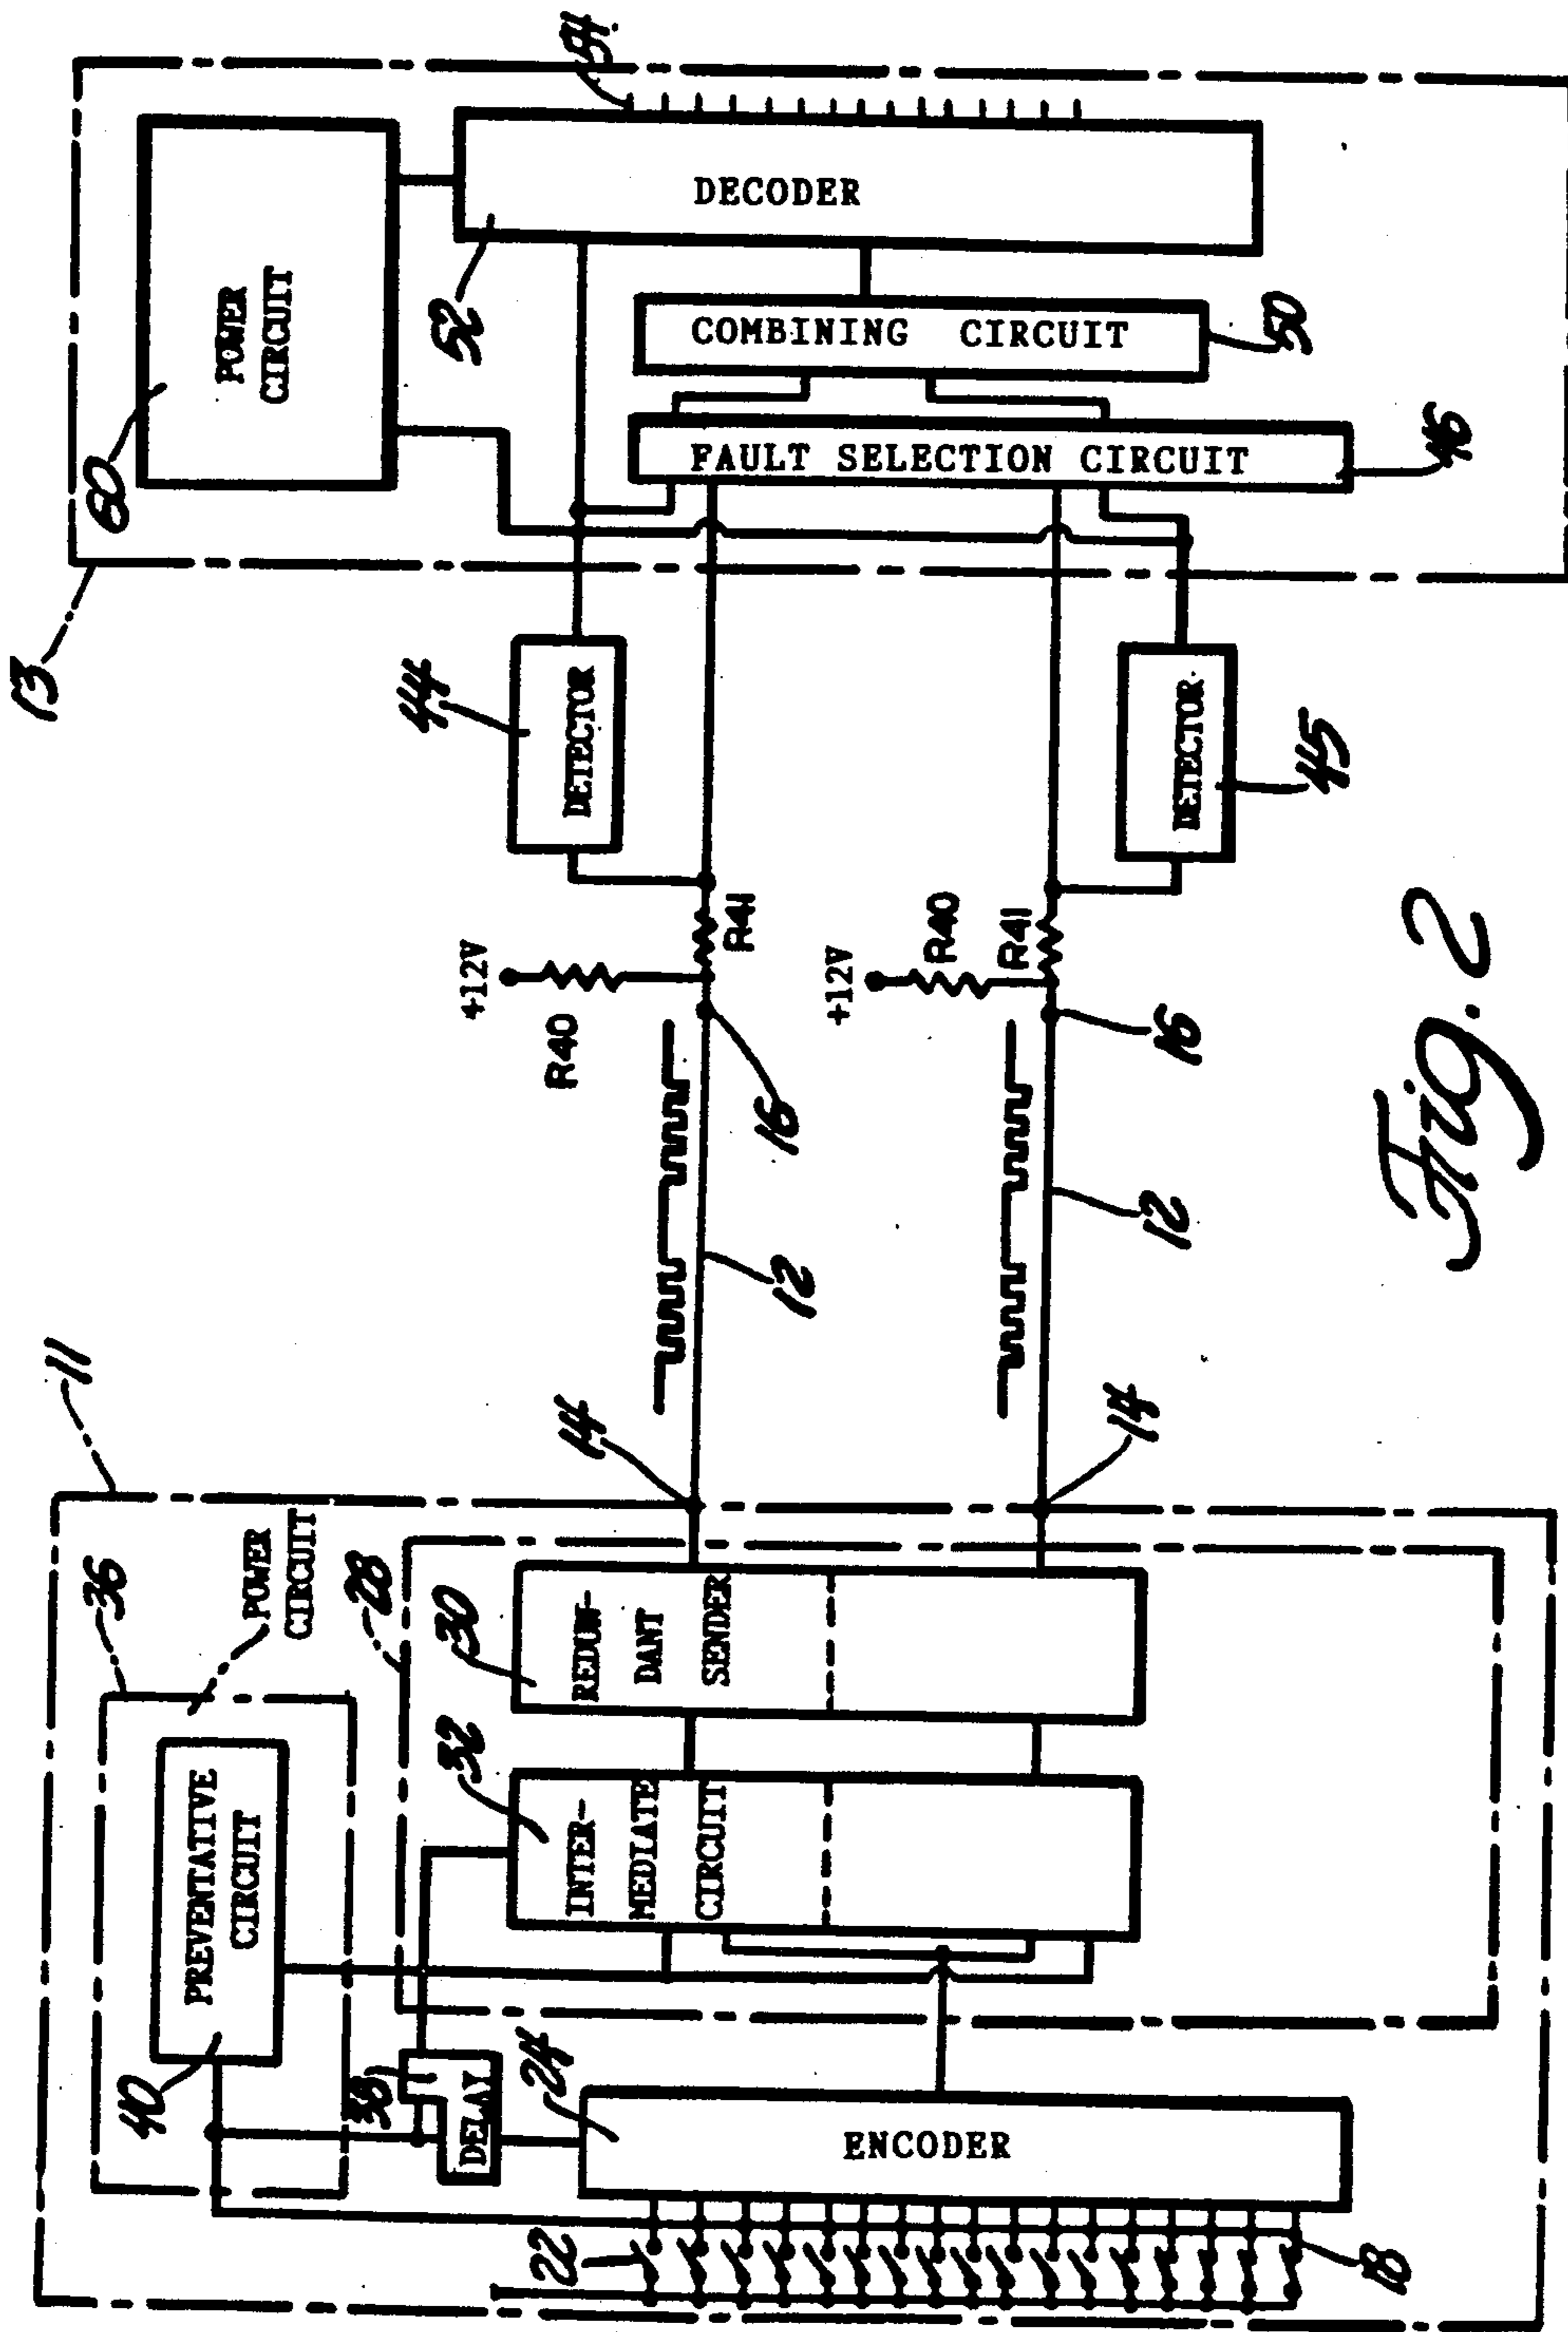 11
36
POWER
CIRCUIT
PREVENTATIVE
CIRCUIT
40
28
38
DELAY
24
ENCODER
22
18
32
INTER-
MEDIATE
CIRCUIT
30
REDUN-
DANT
SENDER
14
14
12
12
16
16
+12V
R40
R41
+12V
R40
R41
44
DETECTOR
DETECTOR
45
13
60
POWER
CIRCUIT
52
DECODER
COMBINING CIRCUIT
50
FAULT SELECTION CIRCUIT
46
Fig. 2